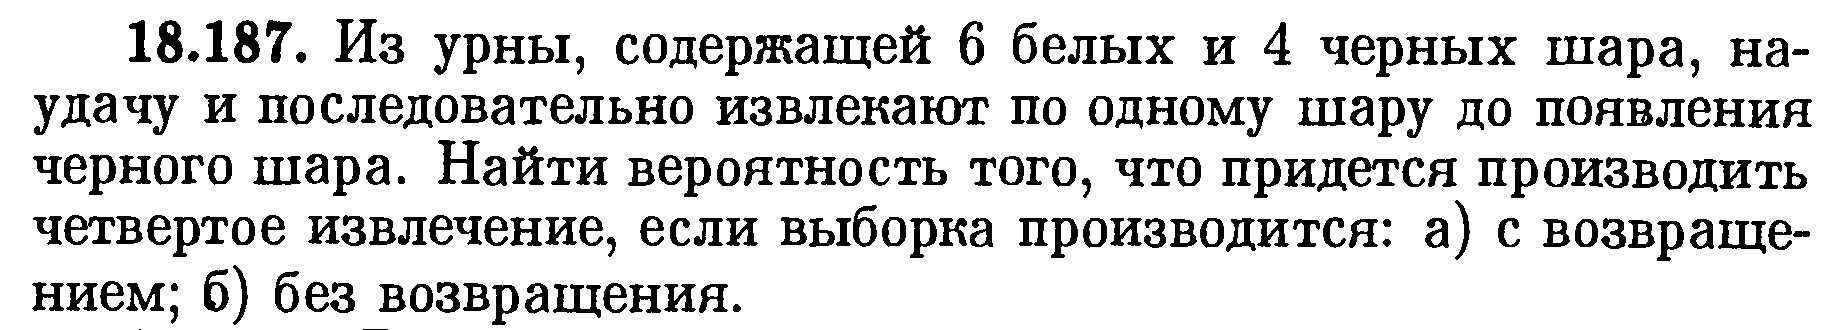 18.187. Из урны, содержащей 6 белых и 4 черных шара, на-
удачу и последовательно извлекают по одному шару до появления
черного шара. Найти вероятность того, что придется производить
четвертое извлечение, если выборка производится: а) с возвраще-
нием; б) без возвращения.